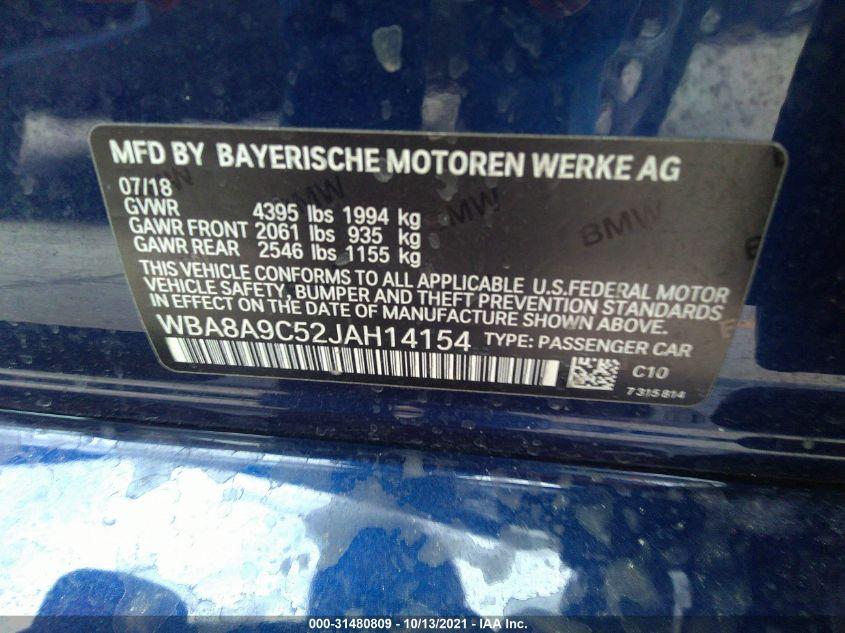 MFD BY BAYERISCHE MOTOREN WERKE AG
07/18
GVWR 4395 lbs 1994 kg
GAWR FRONT 2061 lbs 935 kg
GAWR REAR 2546 lbs 1155 kg
THIS VEHICLE CONFORMS TO ALL APPLICABLE U.S.FEDERAL MOTOR
VEHICLE SAFETY, BUMPER AND THEFT PREVENTION STANDARDS
IN EFFECT ON THE DATE OF MANUFACTURE SHOWN ABOVE.
WBA8A9C52JAH14154 TYPE: PASSENGER CAR
C10
7315814
BMW
BMW
BMW
000-31480809 - 10/13/2021 - IAA Inc.